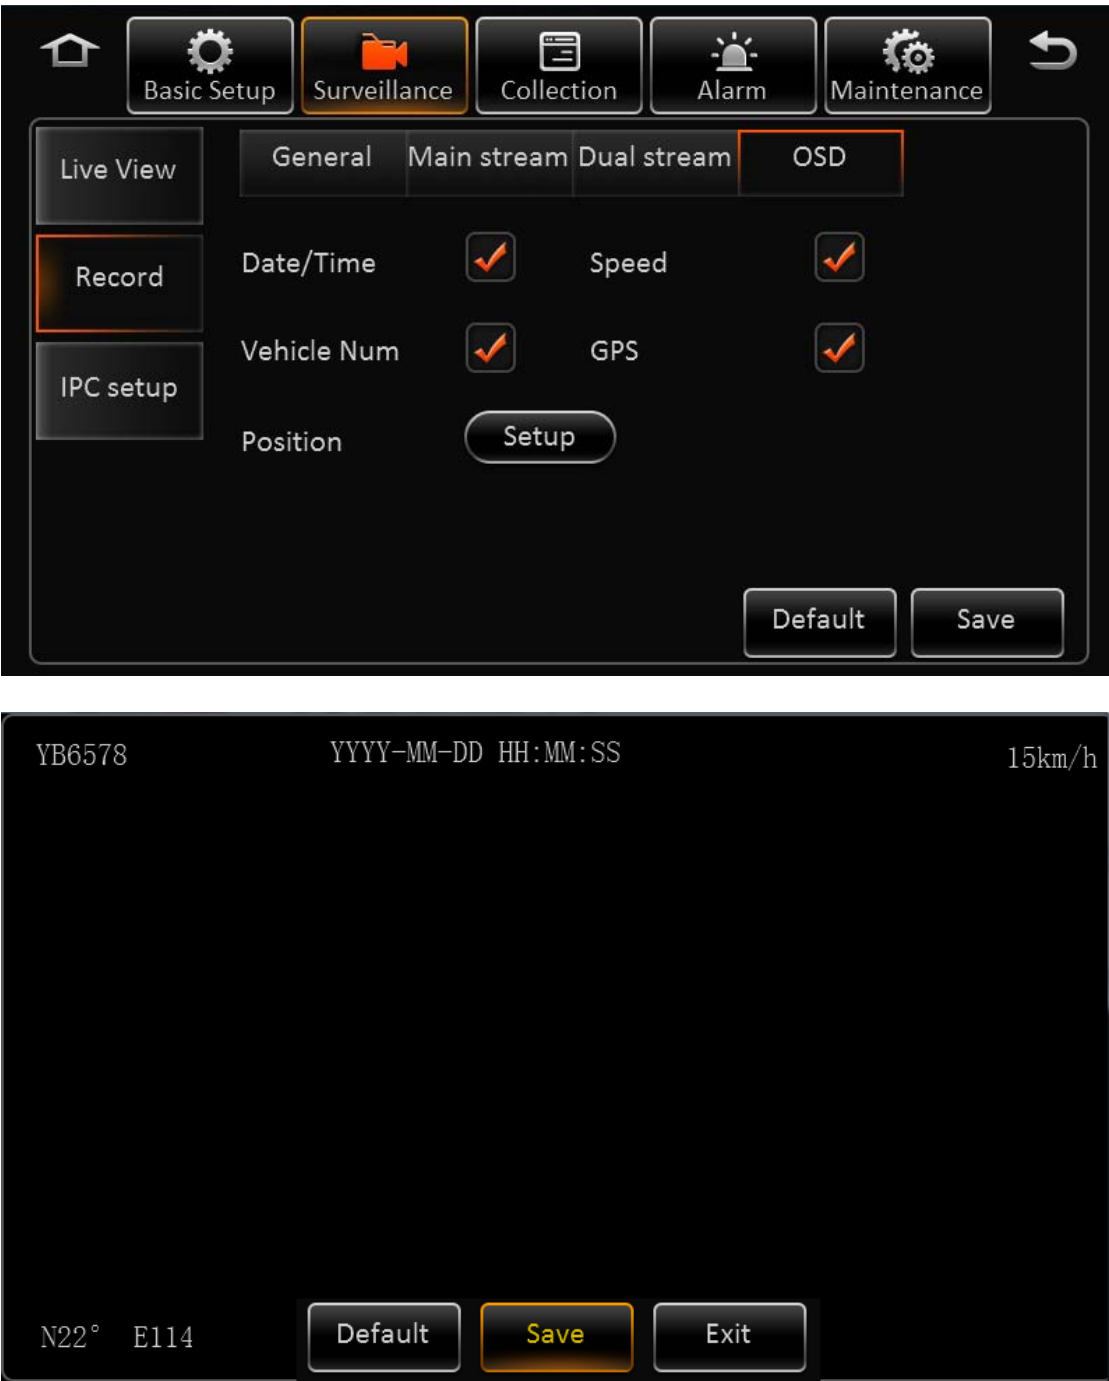 Basic Setup Surveillance Collection Alarm Maintenance
Live View
Record
IPC setup
General Main stream Dual stream OSD
Date/Time Speed
Vehicle Num GPS
Position Setup
Default Save
YB6578 YYYY-MM-DD HH:MM:SS 15km/h
N22° E114 Default Save Exit